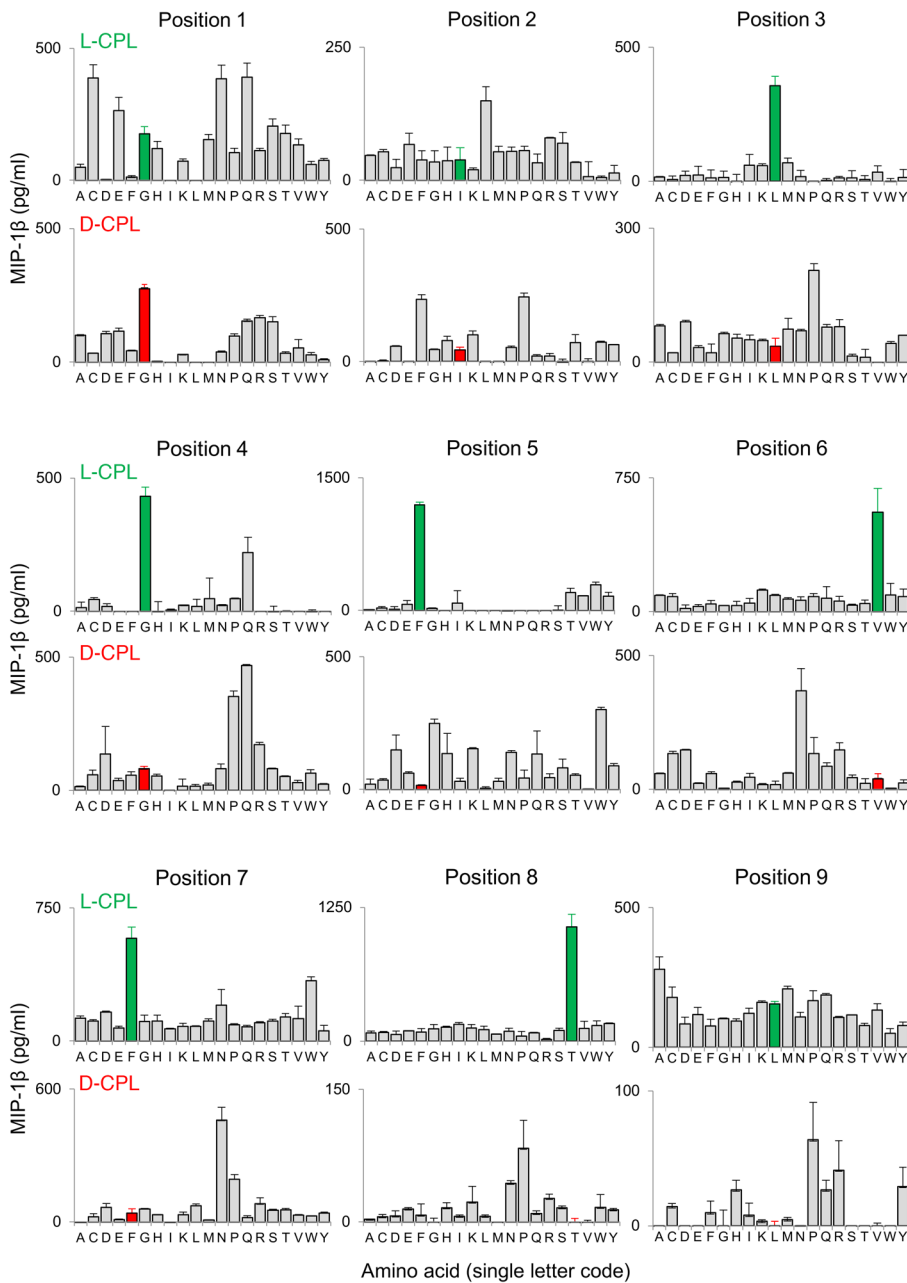 Position 1 Position 2 Position 3
L-CPL
500 250 500
0 0 0
A C D E F G H I K L M N P Q R S T V W Y A C D E F G H I K L M N P Q R S T V W Y A C D E F G H I K L M N P Q R S T V W Y
MIP-1β (pg/ml)
D-CPL
500 500 300
0 0 0
A C D E F G H I K L M N P Q R S T V W Y A C D E F G H I K L M N P Q R S T V W Y A C D E F G H I K L M N P Q R S T V W Y
Position 4 Position 5 Position 6
L-CPL
500 1500 750
0 0 0
A C D E F G H I K L M N P Q R S T V W Y A C D E F G H I K L M N P Q R S T V W Y A C D E F G H I K L M N P Q R S T V W Y
MIP-1β (pg/ml)
D-CPL
500 500 500
0 0 0
A C D E F G H I K L M N P Q R S T V W Y A C D E F G H I K L M N P Q R S T V W Y A C D E F G H I K L M N P Q R S T V W Y
Position 7 Position 8 Position 9
L-CPL
750 1250 500
0 0 0
A C D E F G H I K L M N P Q R S T V W Y A C D E F G H I K L M N P Q R S T V W Y A C D E F G H I K L M N P Q R S T V W Y
MIP-1β (pg/ml)
D-CPL
600 150 100
0 0 0
A C D E F G H I K L M N P Q R S T V W Y A C D E F G H I K L M N P Q R S T V W Y A C D E F G H I K L M N P Q R S T V W Y
Amino acid (single letter code)